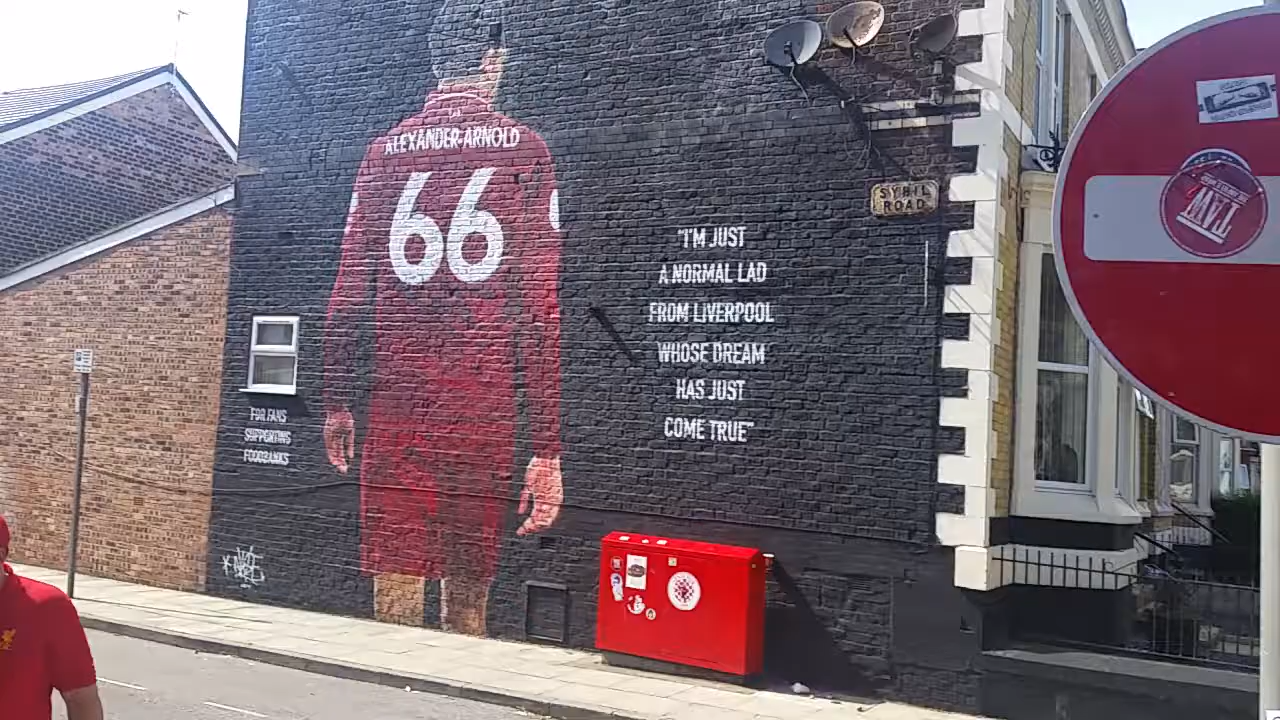 ALEXANDER-ARNOLD
66
SYBIL
ROAD
"I'M JUST
A NORMAL LAD
FROM LIVERPOOL
WHOSE DREAM
HAS JUST
COME TRUE"
FOR FANS
SUPPORTING
FOODBANKS